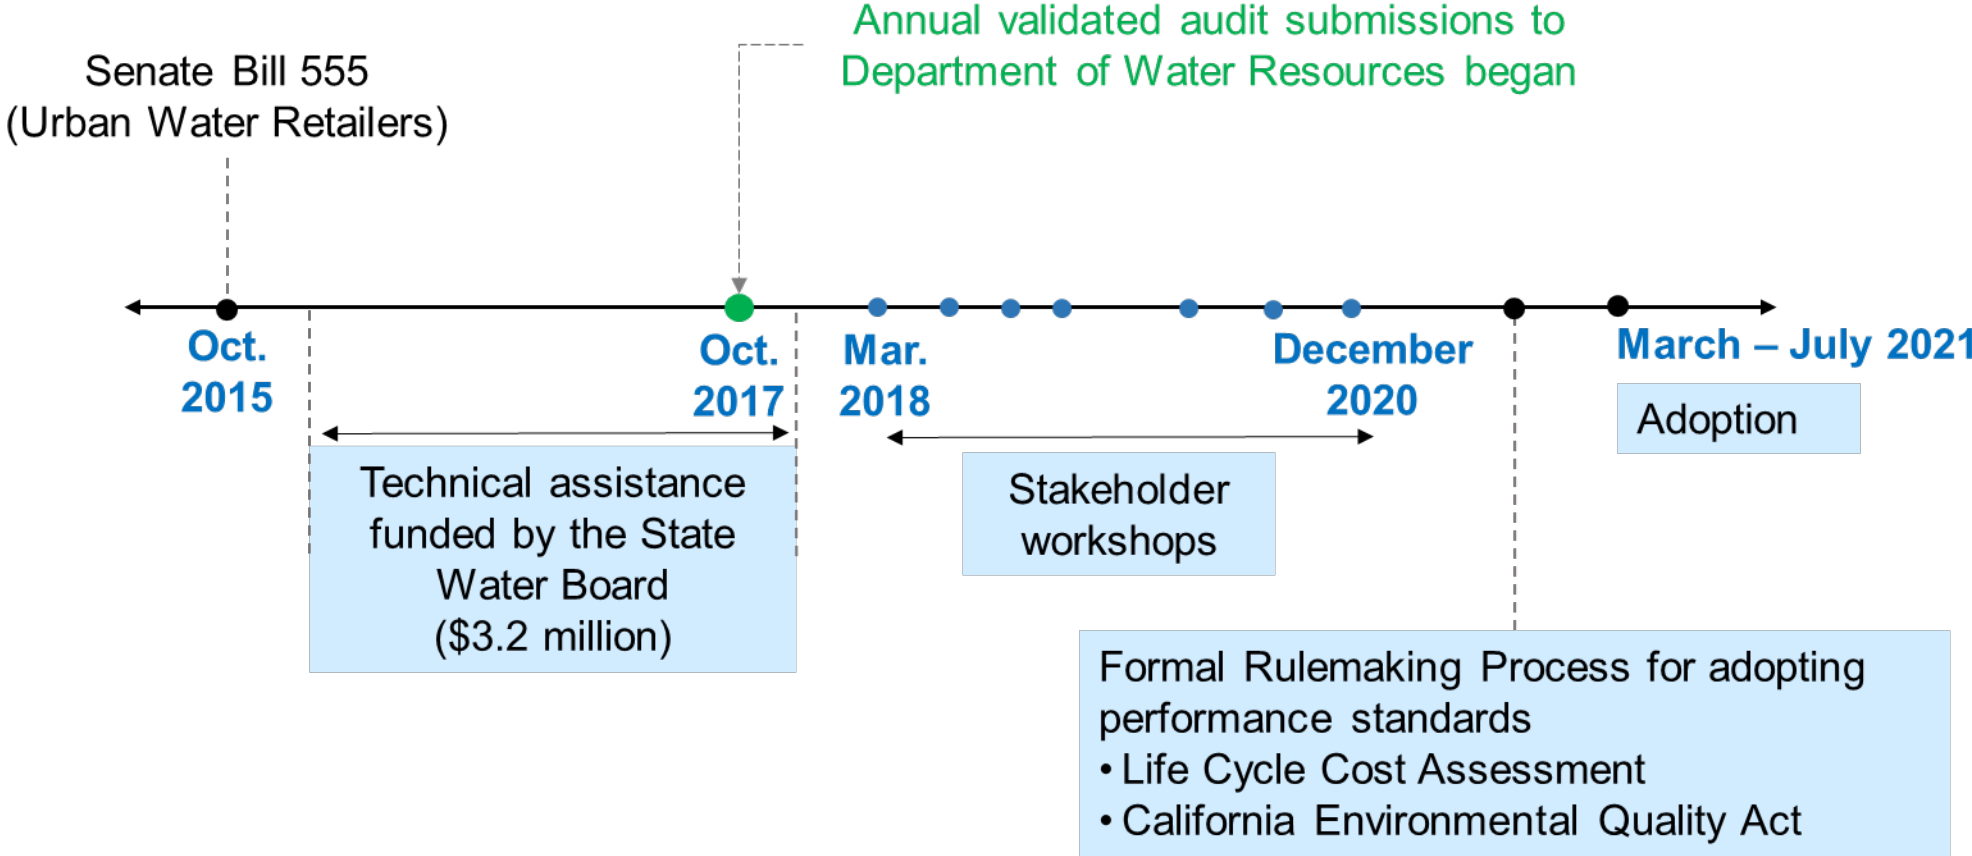 Annual validated audit submissions to
Department of Water Resources began
Senate Bill 555
(Urban Water Retailers)
Oct.
2015
Oct.
2017
Mar.
2018
December
2020
March – July 2021
Adoption
Technical assistance
funded by the State
Water Board
($3.2 million)
Stakeholder
workshops
Formal Rulemaking Process for adopting
performance standards
• Life Cycle Cost Assessment
• California Environmental Quality Act